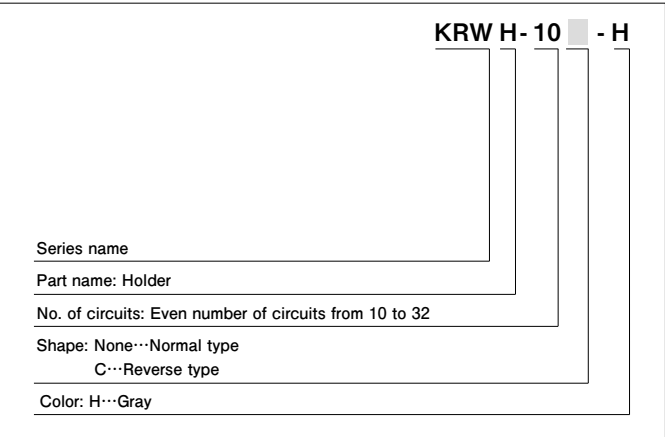 KRW H- 10 - H
Series name
Part name: Holder
No. of circuits: Even number of circuits from 10 to 32
Shape: None…Normal type
C…Reverse type
Color: H…Gray